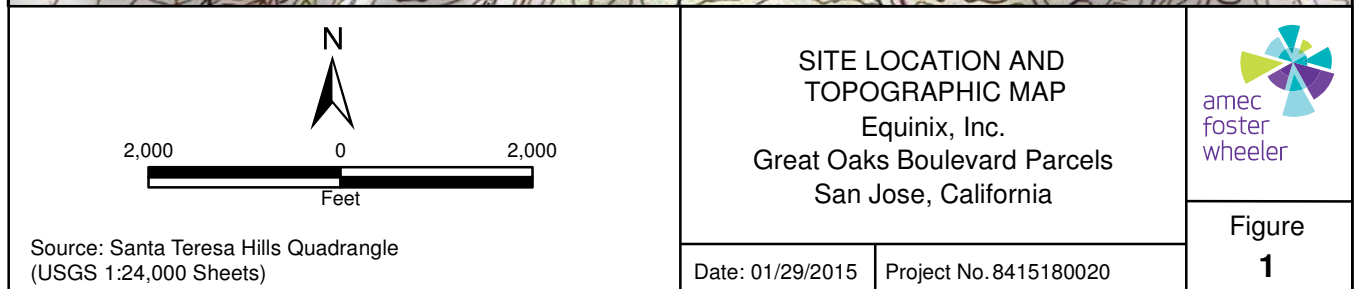 N
2,000 0 2,000
Feet
Source: Santa Teresa Hills Quadrangle
(USGS 1:24,000 Sheets)
SITE LOCATION AND
TOPOGRAPHIC MAP
Equinix, Inc.
Great Oaks Boulevard Parcels
San Jose, California
Date: 01/29/2015
Project No. 8415180020
amec
foster
wheeler
Figure
1